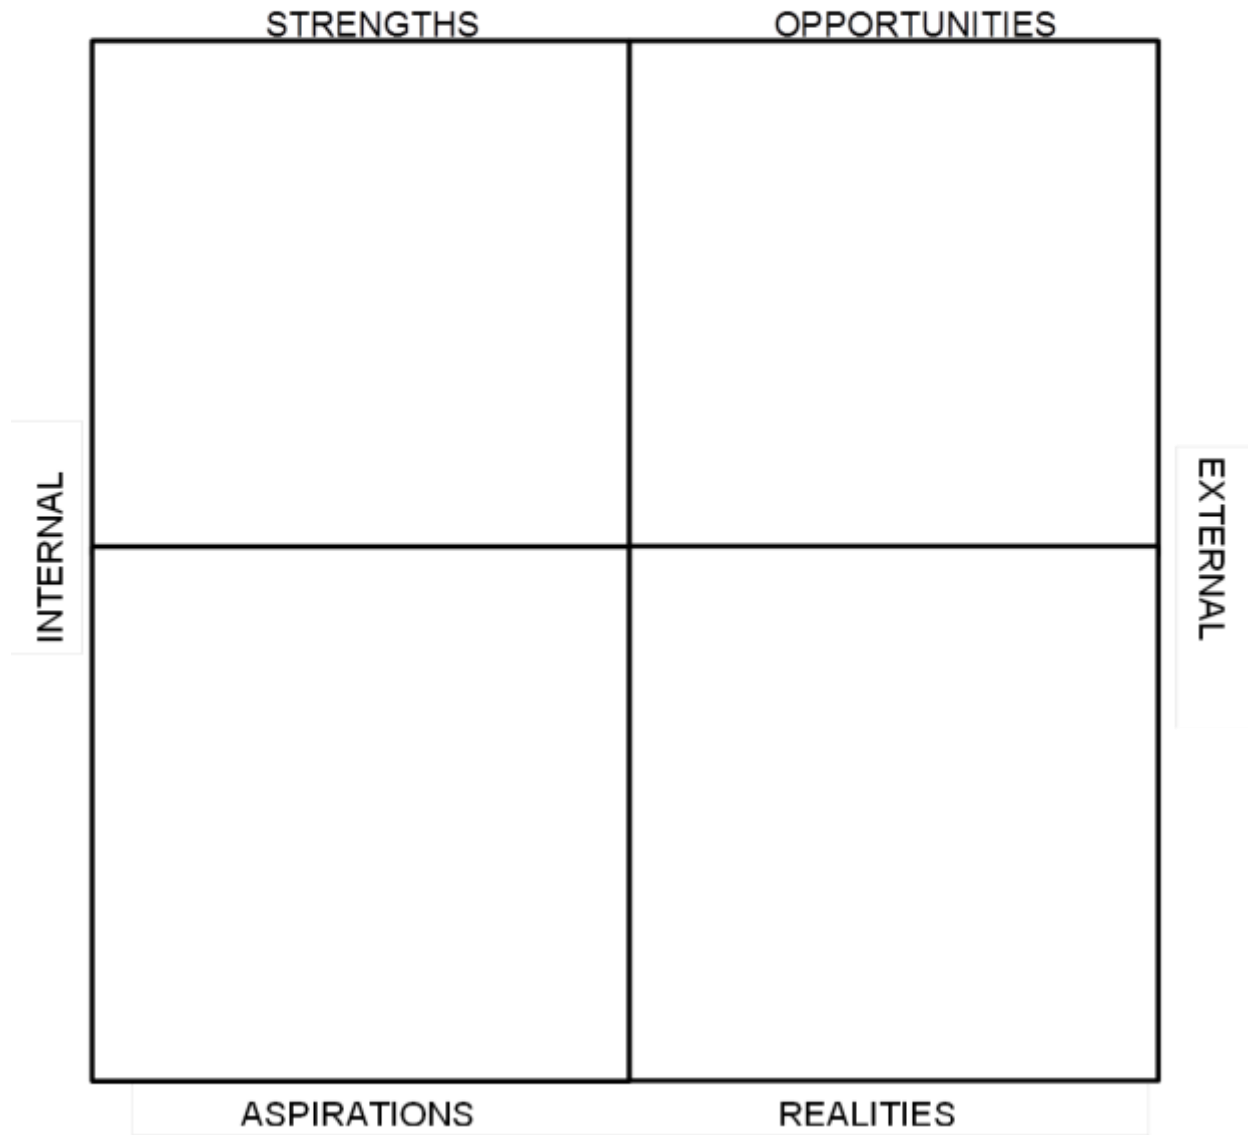 STRENGTHS
OPPORTUNITIES
INTERNAL
EXTERNAL
ASPIRATIONS
REALITIES